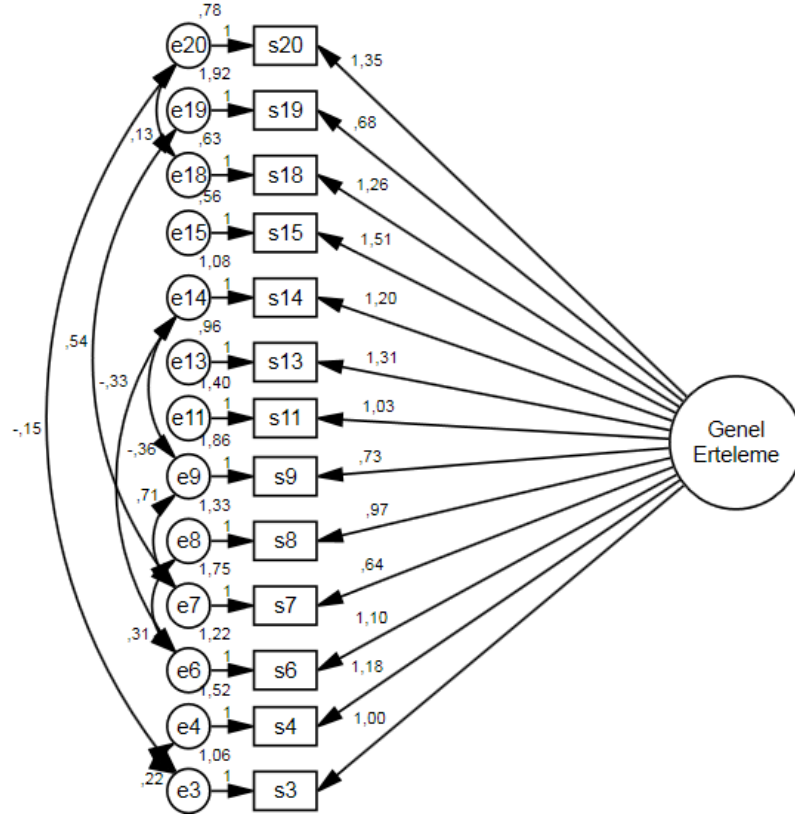 ,78
e20
1
s20
1,35
1,92
e19
1
s19
,68
,13
,63
e18
1
s18
1,26
,56
e15
1
s15
1,51
1,08
e14
1
s14
1,20
,96
,54
-,33
e13
1
s13
1,31
1,40
-,15
e11
1
s11
1,03
Genel
Erteleme
1,86
-,36
e9
1
s9
,73
,71
1,33
e8
1
s8
,97
1,75
e7
1
s7
,64
1,22
,31
e6
1
s6
1,10
1,52
e4
1
s4
1,18
1,06
,22
e3
1
s3
1,00